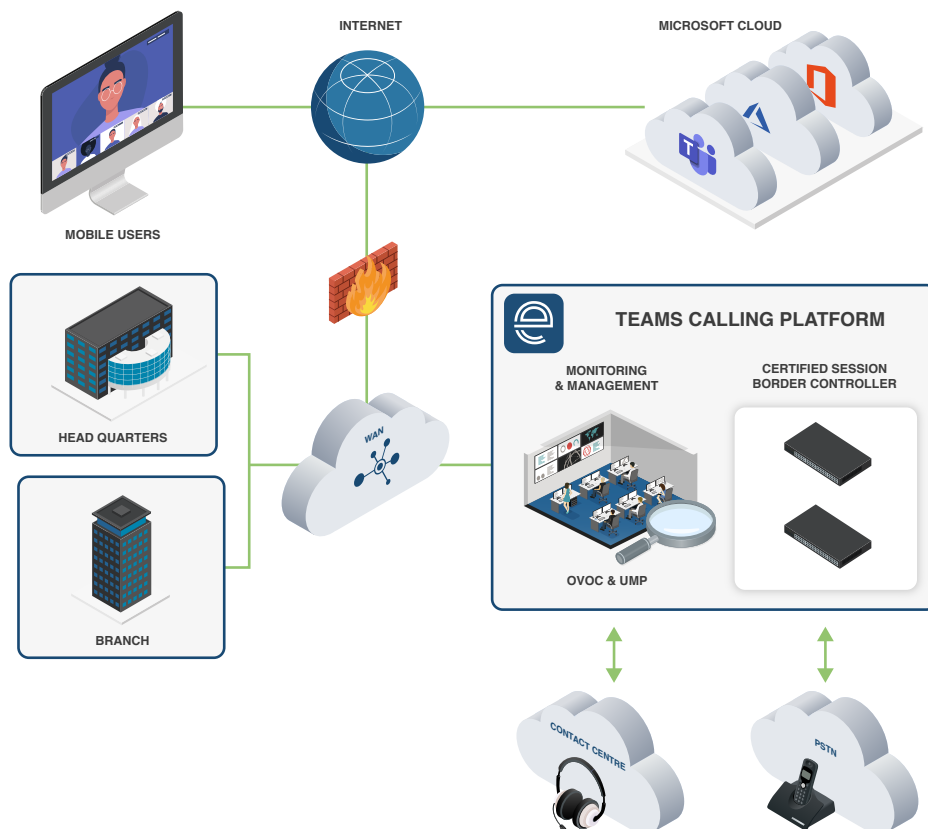 INTERNET
MICROSOFT CLOUD
T
MOBILE USERS
TEAMS CALLING PLATFORM
MONITORING
& MANAGEMENT
CERTIFIED SESSION
BORDER CONTROLLER
WAN
HEAD QUARTERS
OVOC & UMP
BRANCH
CONTACT CENTRE
PSTN